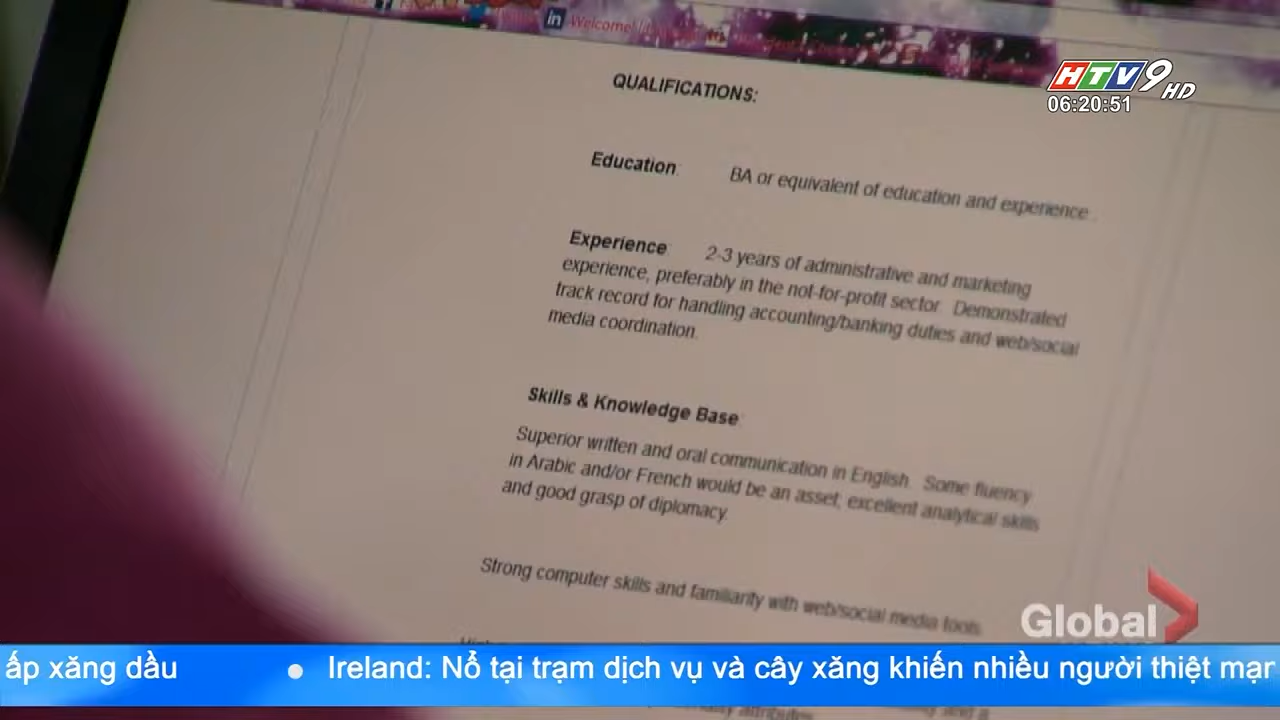 Welcome!
HTV9 HD
06:20:51
QUALIFICATIONS:
Education: BA or equivalent of education and experience.
Experience: 2-3 years of administrative and marketing
experience, preferably in the not-for-profit sector. Demonstrated
track record for handling accounting/banking duties and web/social
media coordination.
Skills & Knowledge Base:
Superior written and oral communication in English. Some fluency
in Arabic and/or French would be an asset; excellent analytical skills
and good grasp of diplomacy.
Strong computer skills and familiarity with web/social media tools.
Global
ấp xăng dầu • Ireland: Nổ tại trạm dịch vụ và cây xăng khiến nhiều người thiệt mạr
attributes